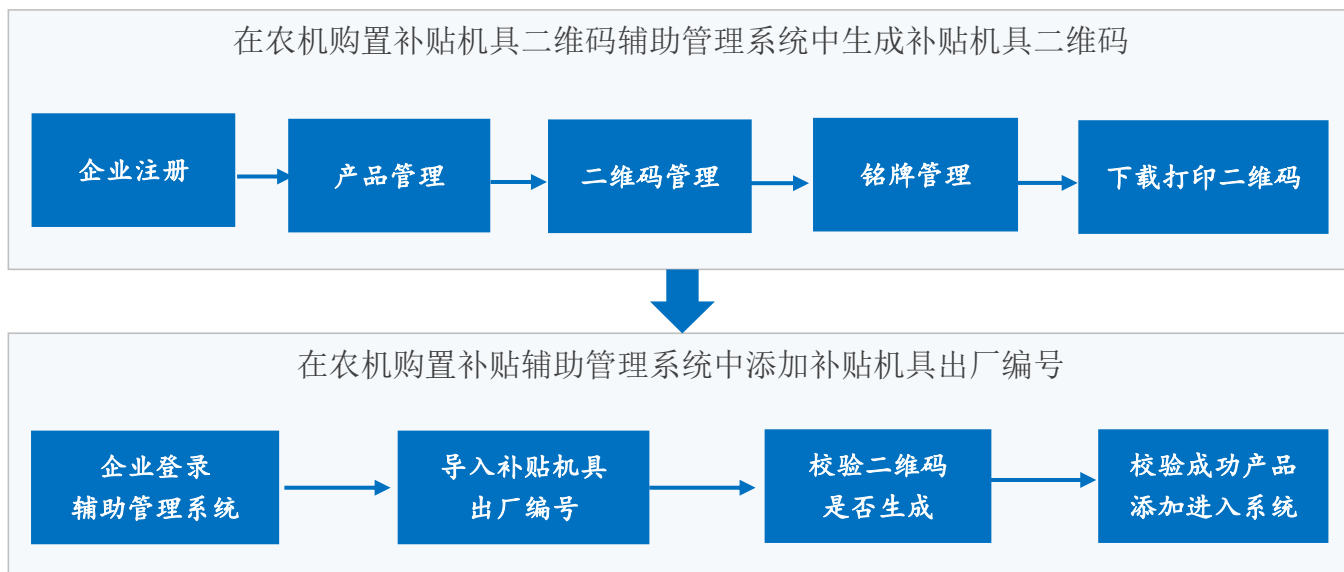 在农机购置补贴机具二维码辅助管理系统中生成补贴机具二维码
企业注册
产品管理
二维码管理
铭牌管理
下载打印二维码
在农机购置补贴辅助管理系统中添加补贴机具出厂编号
企业登录
辅助管理系统
导入补贴机具
出厂编号
校验二维码
是否生成
校验成功产品
添加进入系统